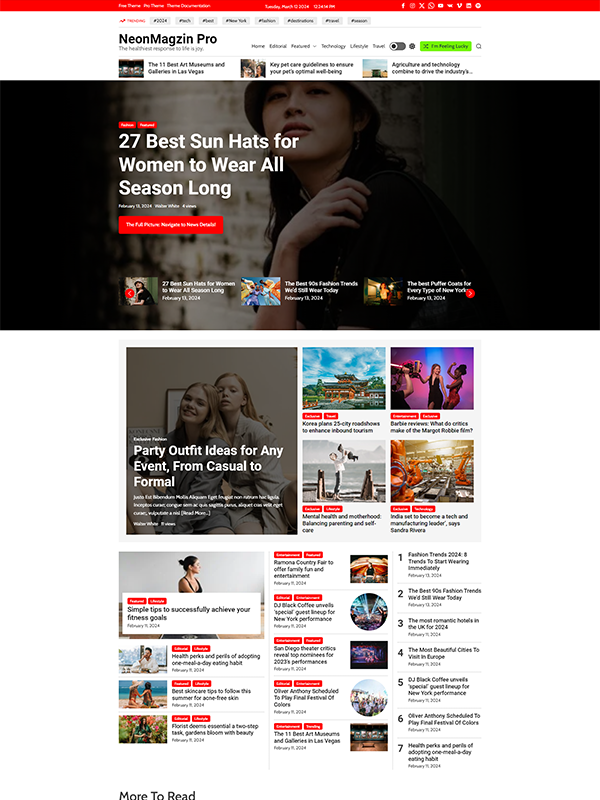 Free Theme Pro Theme Theme Documentation
Tuesday, March 12 2024 12:24:14 PM
TRENDING #2024 #tech #best #New York #fashion #destinations #travel #season
NeonMagzin Pro
The healthiest response to life is joy.
Home Editorial Featured Technology Lifestyle Travel I'm Feeling Lucky
The 11 Best Art Museums and
Galleries in Las Vegas
Key pet care guidelines to ensure
your pet's optimal well-being
Agriculture and technology
combine to drive the industry's...
Fashion Featured
27 Best Sun Hats for
Women to Wear All
Season Long
February 13, 2024 Walter White 4 views
The Full Picture: Navigate to News Details!
27 Best Sun Hats for Women
to Wear All Season Long
February 13, 2024
The Best 90s Fashion Trends
We'd Still Wear Today
February 13, 2024
The best Puffer Coats for
Every Type of New York
February 13, 2024
Exclusive Fashion
Party Outfit Ideas for Any
Event, From Casual to
Formal
Justo Est Bibendum Mollis Aliquam Eget feugiat non rutrum hac ligula.
Inceptos curae; congue sem ac quis sagittis purus, aliquet cras velit eget
curae; vulputate a nisl [Read More...]
Walter White 11 views
Exclusive Travel
Korea plans 25-city roadshows
to enhance inbound tourism
Entertainment Exclusive
Barbie reviews: What do critics
make of the Margot Robbie film?
Exclusive Lifestyle
Mental health and motherhood:
Balancing parenting and self-
care
Exclusive Technology
India set to become a tech and
manufacturing leader', says
Sandra Rivera
Featured Lifestyle
Simple tips to successfully achieve your
fitness goals
February 11, 2024
Editorial Lifestyle
Health perks and perils of adopting
one-meal-a-day eating habit
February 11, 2024
Editorial Lifestyle
Best skincare tips to follow this
summer for acne-free skin
February 11, 2024
Editorial Lifestyle
Florist deems essential a two-step
task, gardens bloom with beauty
February 11, 2024
Entertainment Featured
Ramona Country Fair to
offer family fun and
entertainment
February 11, 2024
Editorial Entertainment
DJ Black Coffee unveils
'special' guest lineup for
New York performance
February 11, 2024
Entertainment Featured
San Diego theater critics
reveal top nominees for
2023's performances
February 11, 2024
Editorial Entertainment
Oliver Anthony Scheduled
To Play Final Festival Of
Colors
February 11, 2024
Entertainment Trending
The 11 Best Art Museums
and Galleries in Las Vegas
February 11, 2024
1 Fashion Trends 2024: 8
Trends To Start Wearing
Immediately
February 13, 2024
2 The Best 90s Fashion Trends
We'd Still Wear Today
February 13, 2024
3 The most romantic hotels in
the UK for 2024
February 11, 2024
4 The Most Beautiful Cities To
Visit In Europe
February 11, 2024
5 DJ Black Coffee unveils
'special' guest lineup for
New York performance
February 11, 2024
6 Oliver Anthony Scheduled To
Play Final Festival Of Colors
February 11, 2024
7 Health perks and perils of
adopting one-meal-a-day
eating habit
February 11, 2024
More To Read